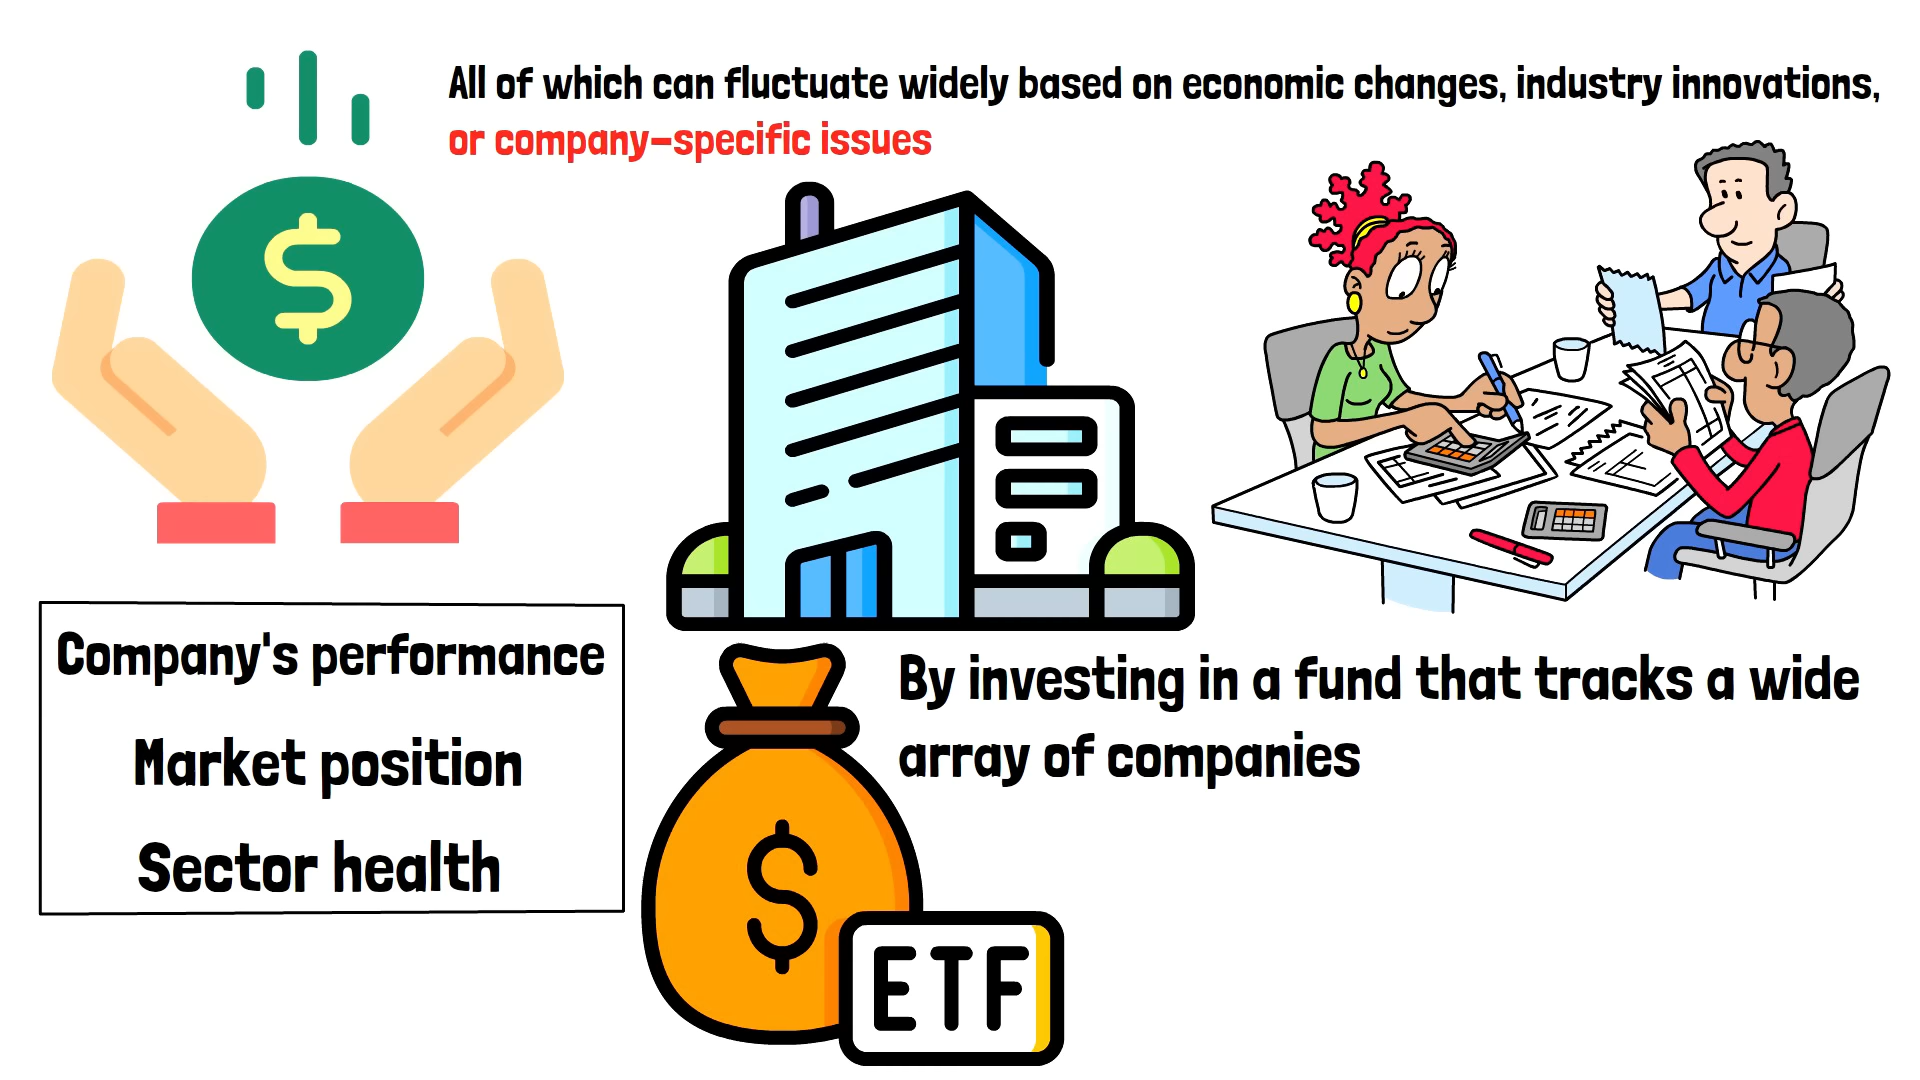 All of which can fluctuate widely based on economic changes, industry innovations,
or company-specific issues
$
Company's performance
Market position
Sector health
By investing in a fund that tracks a wide
array of companies
$
ETF